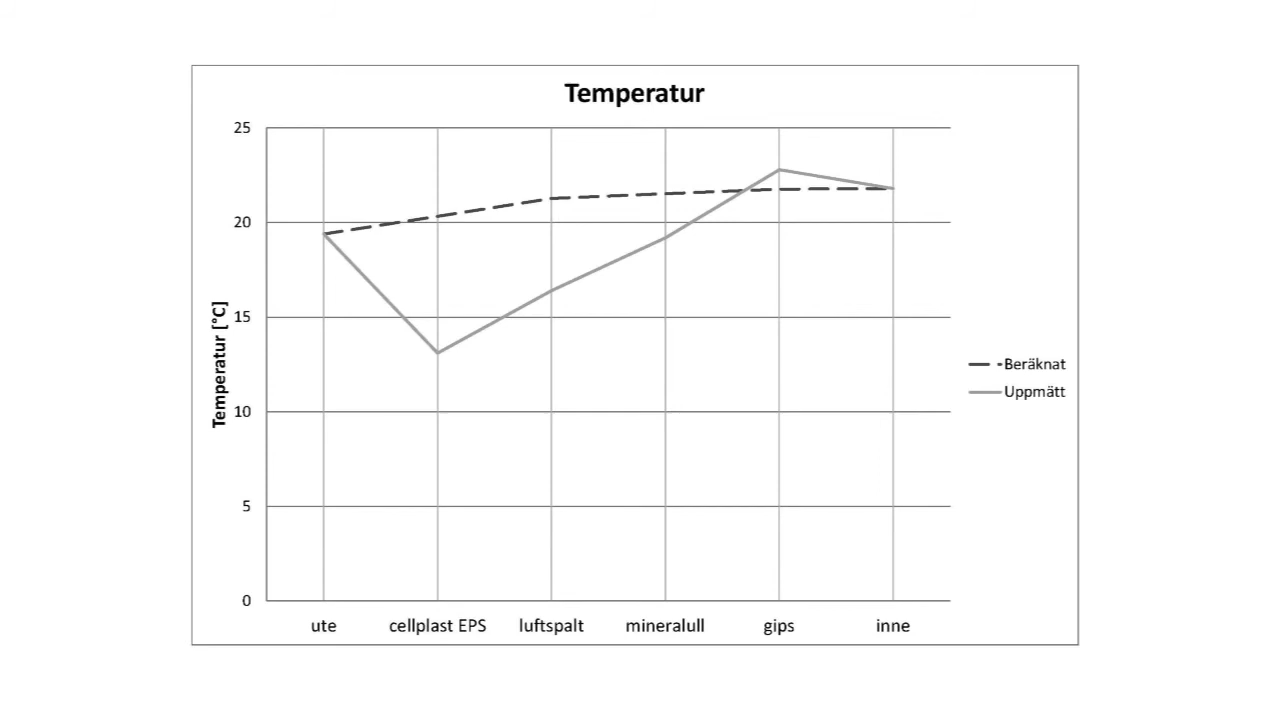 Temperatur
25
20
15
10
5
0
Temperatur [°C]
ute
cellplast EPS
luftspalt
mineralull
gips
inne
Beräknat
Uppmätt